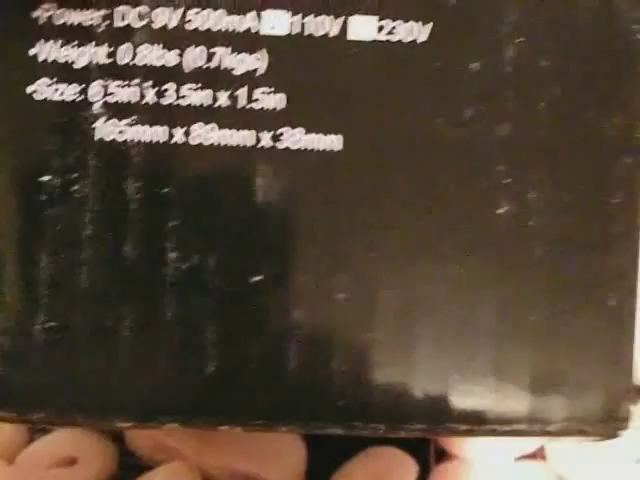 •Power: DC 9V 500mA 110V 230V
•Weight: 0.8lbs (0.7kgs)
•Size: 6.5in x 3.5in x 1.5in
165mm x 89mm x 38mm